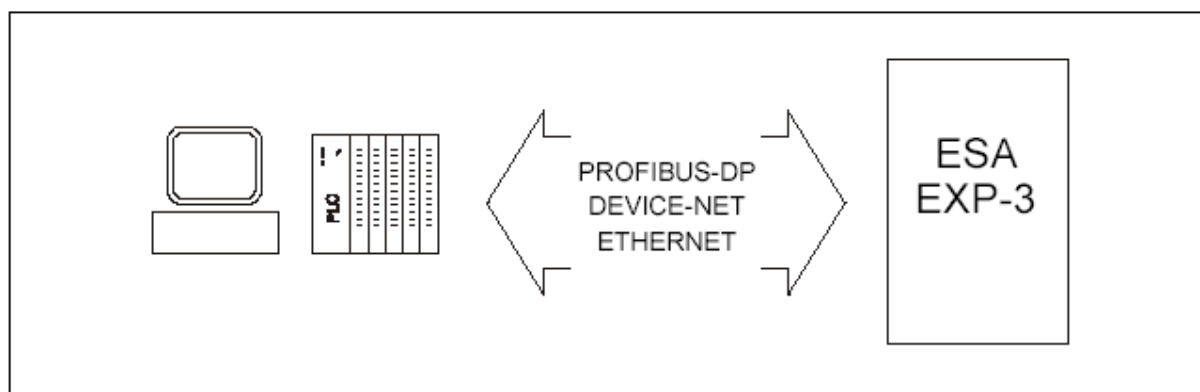 PLC
PROFIBUS-DP
DEVICE-NET
ETHERNET
ESA
EXP-3